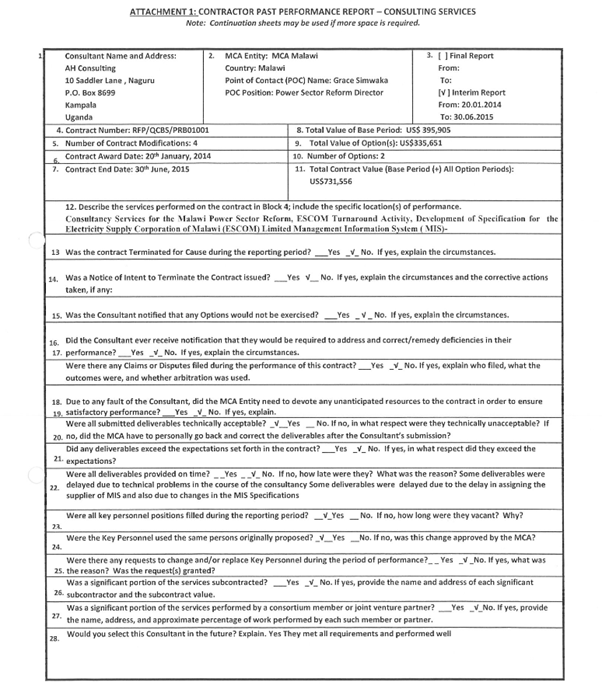 ATTACHMENT 1: CONTRACTOR PAST PERFORMANCE REPORT – CONSULTING SERVICES
Note: Continuation sheets may be used if more space is required.
1. Consultant Name and Address:
AH Consulting
10 Saddler Lane , Naguru
P.O. Box 8699
Kampala
Uganda
2. MCA Entity: MCA Malawi
Country: Malawi
Point of Contact (POC) Name: Grace Simwaka
POC Position: Power Sector Reform Director
3. [ ] Final Report
From:
To:
[√] Interim Report
From: 20.01.2014
To: 30.06.2015
4. Contract Number: RFP/QCBS/PRB01001
8. Total Value of Base Period: US$ 395,905
5. Number of Contract Modifications: 4
9. Total Value of Option(s): US$335,651
6. Contract Award Date: 20th January, 2014
10. Number of Options: 2
7. Contract End Date: 30th June, 2015
11. Total Contract Value (Base Period (+) All Option Periods):
US$731,556
12. Describe the services performed on the contract in Block 4; include the specific location(s) of performance.
Consultancy Services for the Malawi Power Sector Reform, ESCOM Turnaround Activity, Development of Specification for the
Electricity Supply Corporation of Malawi (ESCOM) Limited Management Information System ( MIS)-
13 Was the contract Terminated for Cause during the reporting period? ___Yes _√_ No. If yes, explain the circumstances.
14. Was a Notice of Intent to Terminate the Contract issued? ___Yes √__ No. If yes, explain the circumstances and the corrective actions
taken, if any:
15. Was the Consultant notified that any Options would not be exercised? ___Yes _√_ No. If yes, explain the circumstances.
16. Did the Consultant ever receive notification that they would be required to address and correct/remedy deficiencies in their
17. performance? ___Yes _√_ No. If yes, explain the circumstances.
Were there any Claims or Disputes filed during the performance of this contract? ___Yes _√_ No. If yes, explain who filed, what the
outcomes were, and whether arbitration was used.
18. Due to any fault of the Consultant, did the MCA Entity need to devote any unanticipated resources to the contract in order to ensure
19. satisfactory performance? ___Yes _√_ No. If yes, explain.
Were all submitted deliverables technically acceptable? _√__Yes __ No. If no, in what respect were they technically unacceptable? If
20. no, did the MCA have to personally go back and correct the deliverables after the Consultant's submission?
Did any deliverables exceed the expectations set forth in the contract? ___Yes _√_ No. If yes, in what respect did they exceed the
21. expectations?
Were all deliverables provided on time? __Yes __√_ No. If no, how late were they? What was the reason? Some deliverables were
22. delayed due to technical problems in the course of the consultancy Some deliverables were delayed due to the delay in assigning the
supplier of MIS and also due to changes in the MIS Specifications
Were all key personnel positions filled during the reporting period? __√_Yes __No. If no, how long were they vacant? Why?
23.
Were the Key Personnel used the same persons originally proposed? _√_Yes __No. If no, was this change approved by the MCA?
24.
Were there any requests to change and/or replace Key Personnel during the period of performance?__ Yes _√_No. If yes, what was
25. the reason? Was the request(s) granted?
Was a significant portion of the services subcontracted? ___Yes _√_ No. If yes, provide the name and address of each significant
26. subcontractor and the subcontract value.
Was a significant portion of the services performed by a consortium member or joint venture partner? ___Yes _√_No. If yes, provide
27. the name, address, and approximate percentage of work performed by each such member or partner.
28. Would you select this Consultant in the future? Explain. Yes They met all requirements and performed well